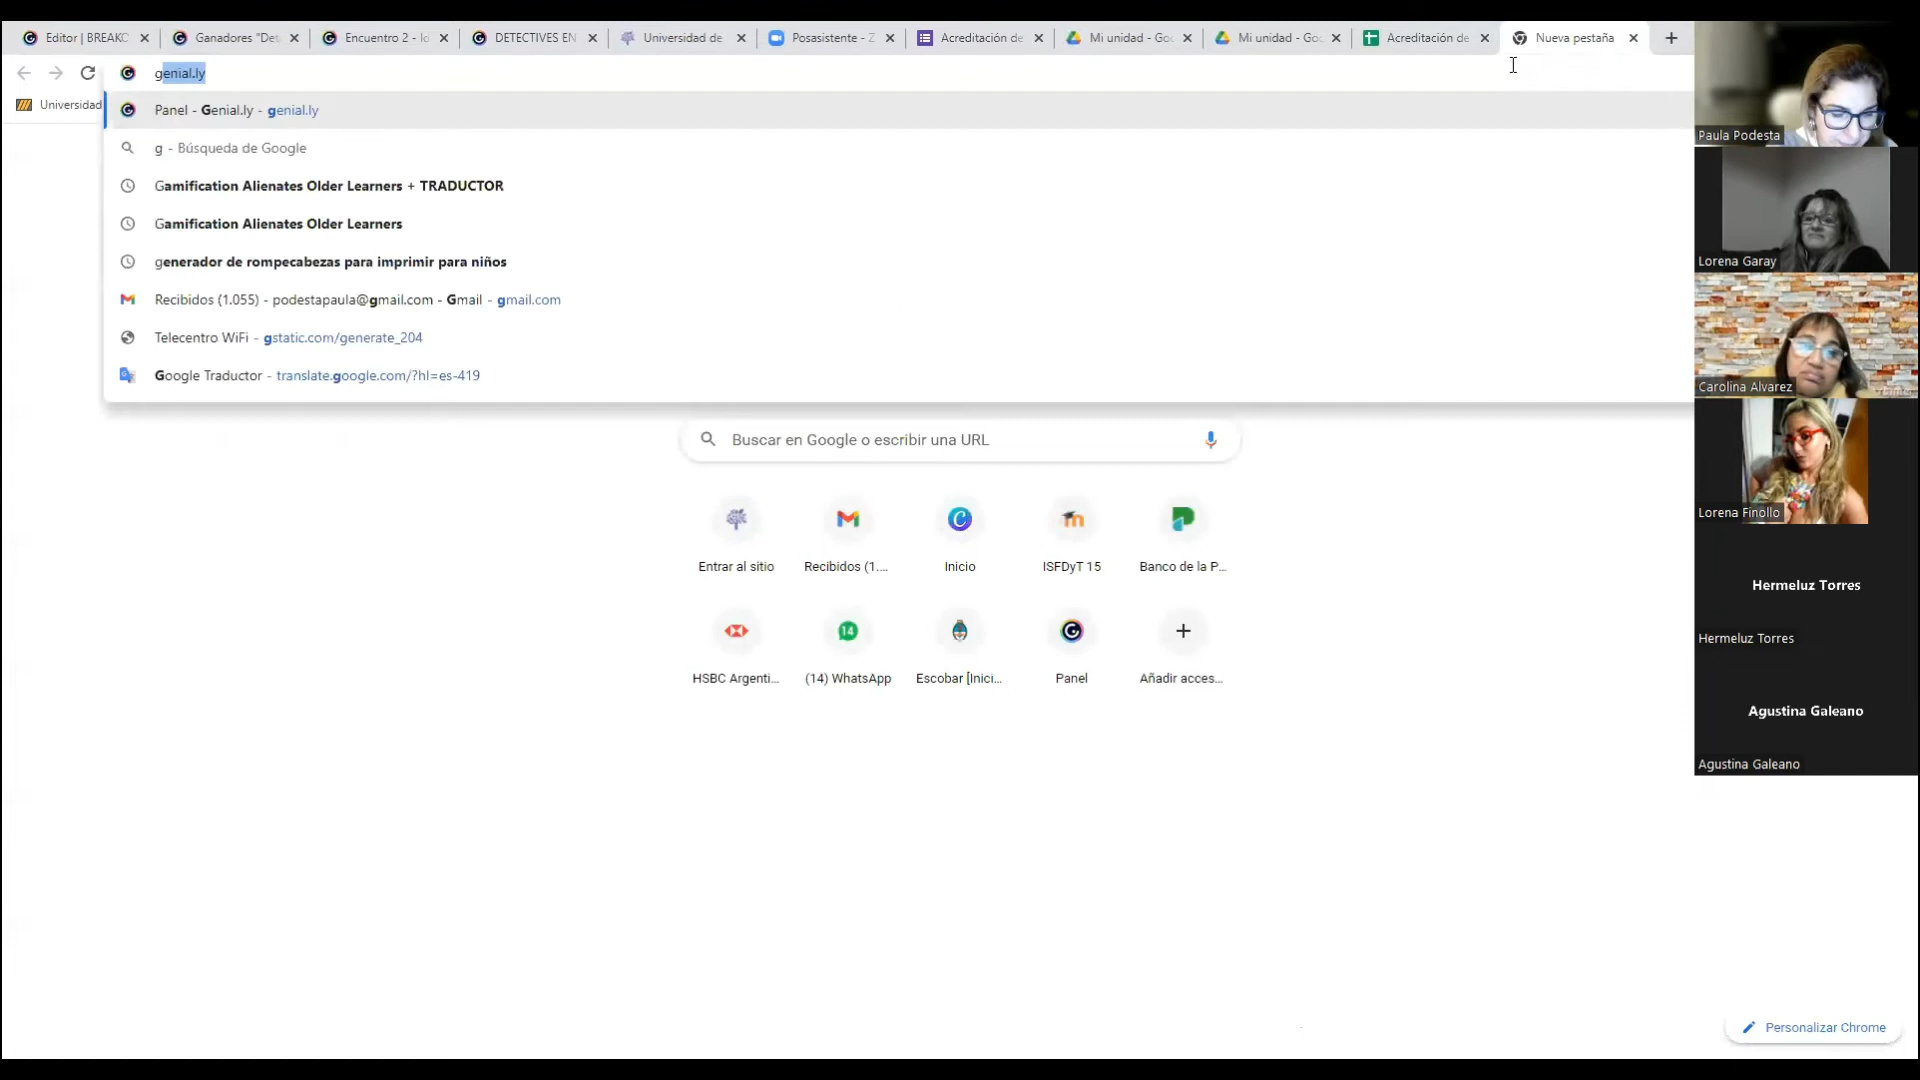 Editor | BREAKC
Ganadores "Det
Encuentro 2 - lo
DETECTIVES EN
Universidad de
Posasistente - Z
Acreditación de
Mi unidad - Goo
Mi unidad - Goo
Acreditación de
Nueva pestaña
genial.ly
Universidad
Panel - Genial.ly - genial.ly
g - Búsqueda de Google
Gamification Alienates Older Learners + TRADUCTOR
Gamification Alienates Older Learners
generador de rompecabezas para imprimir para niños
Recibidos (1.055) - podestapaula@gmail.com - Gmail - gmail.com
Telecentro WiFi - gstatic.com/generate_204
Google Traductor - translate.google.com/?hl=es-419
Buscar en Google o escribir una URL
Entrar al sitio
Recibidos (1....
Inicio
ISFDyT 15
Banco de la P...
14
HSBC Argenti...
(14) WhatsApp
Escobar [Inici...
Panel
Añadir acces...
Paula Podesta
Lorena Garay
Carolina Alvarez
Lorena Finollo
Hermeluz Torres
Hermeluz Torres
Agustina Galeano
Agustina Galeano
Personalizar Chrome